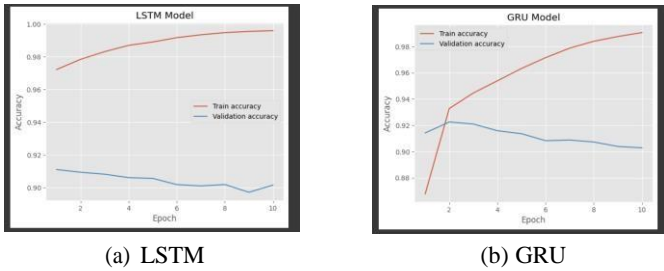 LSTM Model
1.00
0.98
0.96
0.94
0.92
0.90
Accuracy
Train accuracy
Validation accuracy
2
4
6
8
10
Epoch
(a) LSTM
GRU Model
0.98
0.96
0.94
0.92
0.90
0.88
Accuracy
Train accuracy
Validation accuracy
2
4
6
8
10
Epoch
(b) GRU